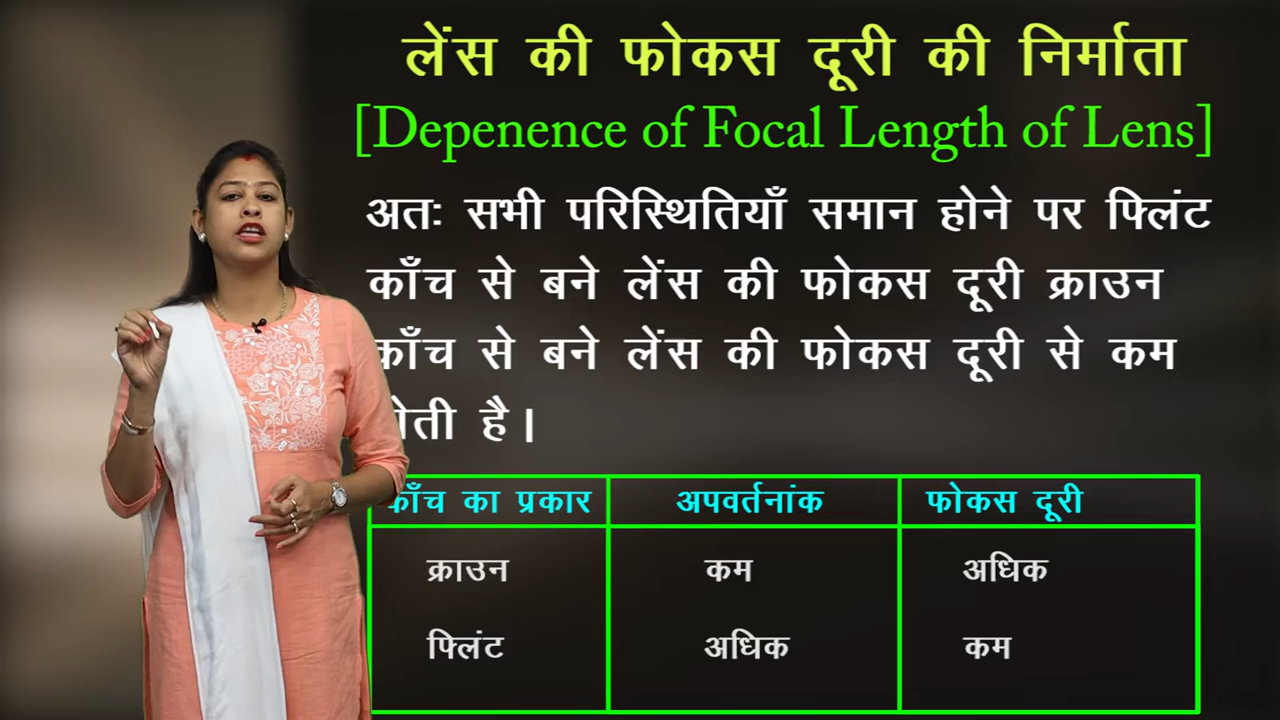 लेंस की फोकस दूरी की निर्माता
[Depenence of Focal Length of Lens]
अतः सभी परिस्थितियाँ समान होने पर फ्लिंट
काँच से बने लेंस की फोकस दूरी क्राउन
काँच से बने लेंस की फोकस दूरी से कम
होती है।
काँच का प्रकार अपवर्तनांक फोकस दूरी
क्राउन कम अधिक
फ्लिंट अधिक कम